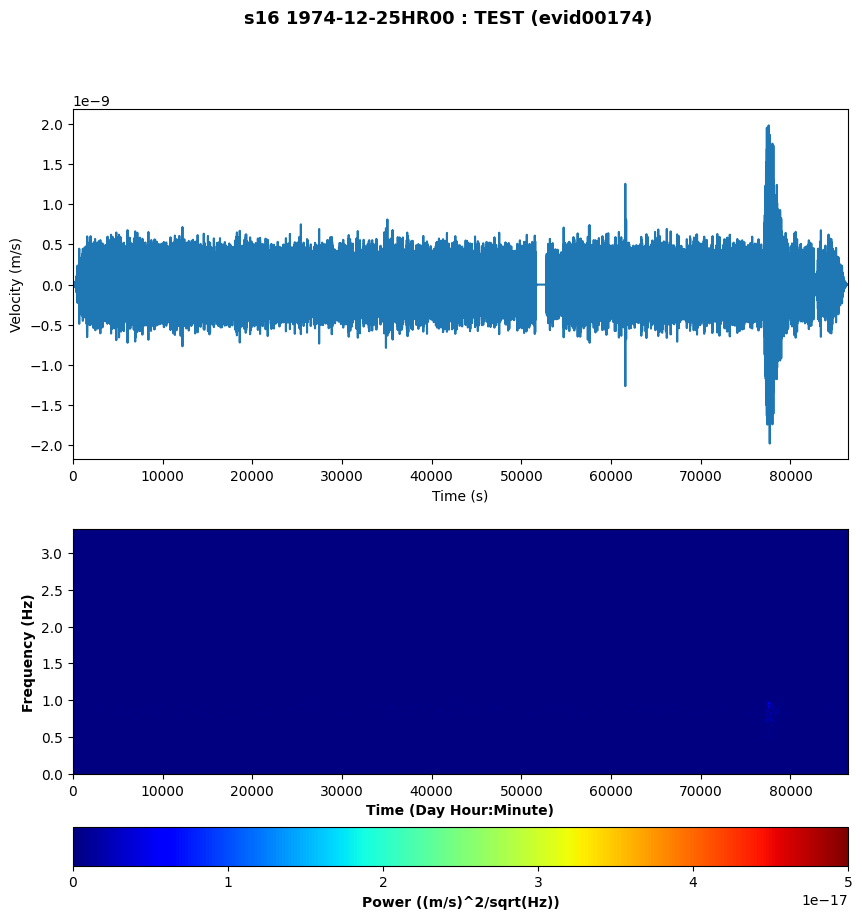 s16 1974-12-25HR00 : TEST (evid00174)
1e−9
2.0
1.5
1.0
0.5
0.0
−0.5
−1.0
−1.5
−2.0
Velocity (m/s)
0 10000 20000 30000 40000 50000 60000 70000 80000
Time (s)
3.0
2.5
2.0
1.5
1.0
0.5
0.0
Frequency (Hz)
0 10000 20000 30000 40000 50000 60000 70000 80000
Time (Day Hour:Minute)
0 1 2 3 4 5
1e−17
Power ((m/s)^2/sqrt(Hz))